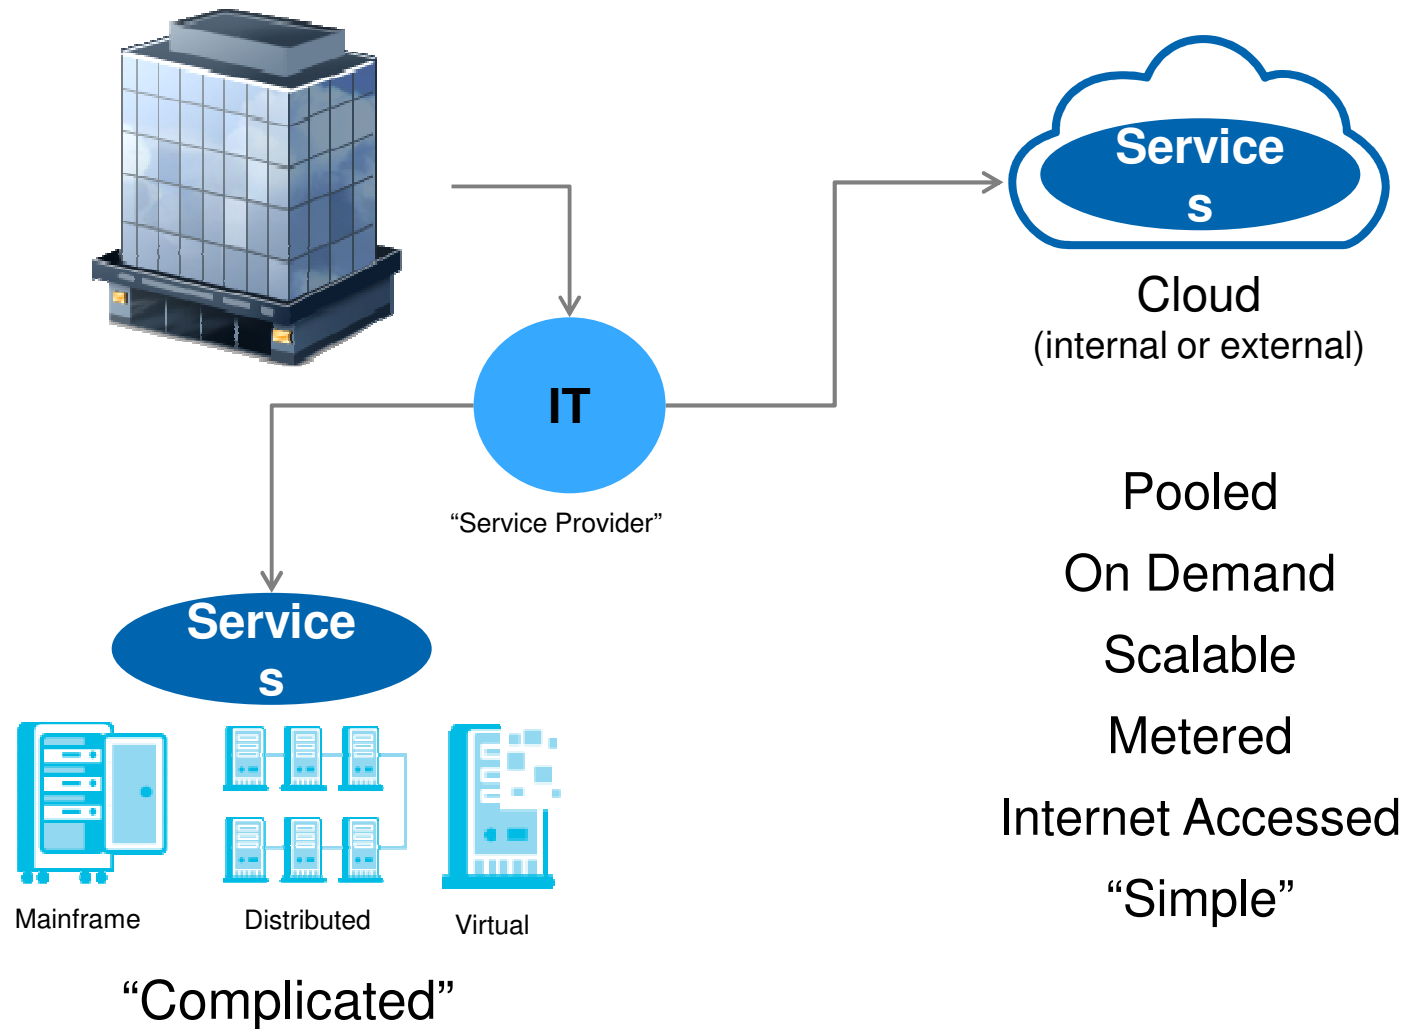 Service
s
Cloud
(internal or external)
IT
“Service Provider”
Pooled
On Demand
Scalable
Metered
Internet Accessed
“Simple”
Service
s
Mainframe
Distributed
Virtual
“Complicated”